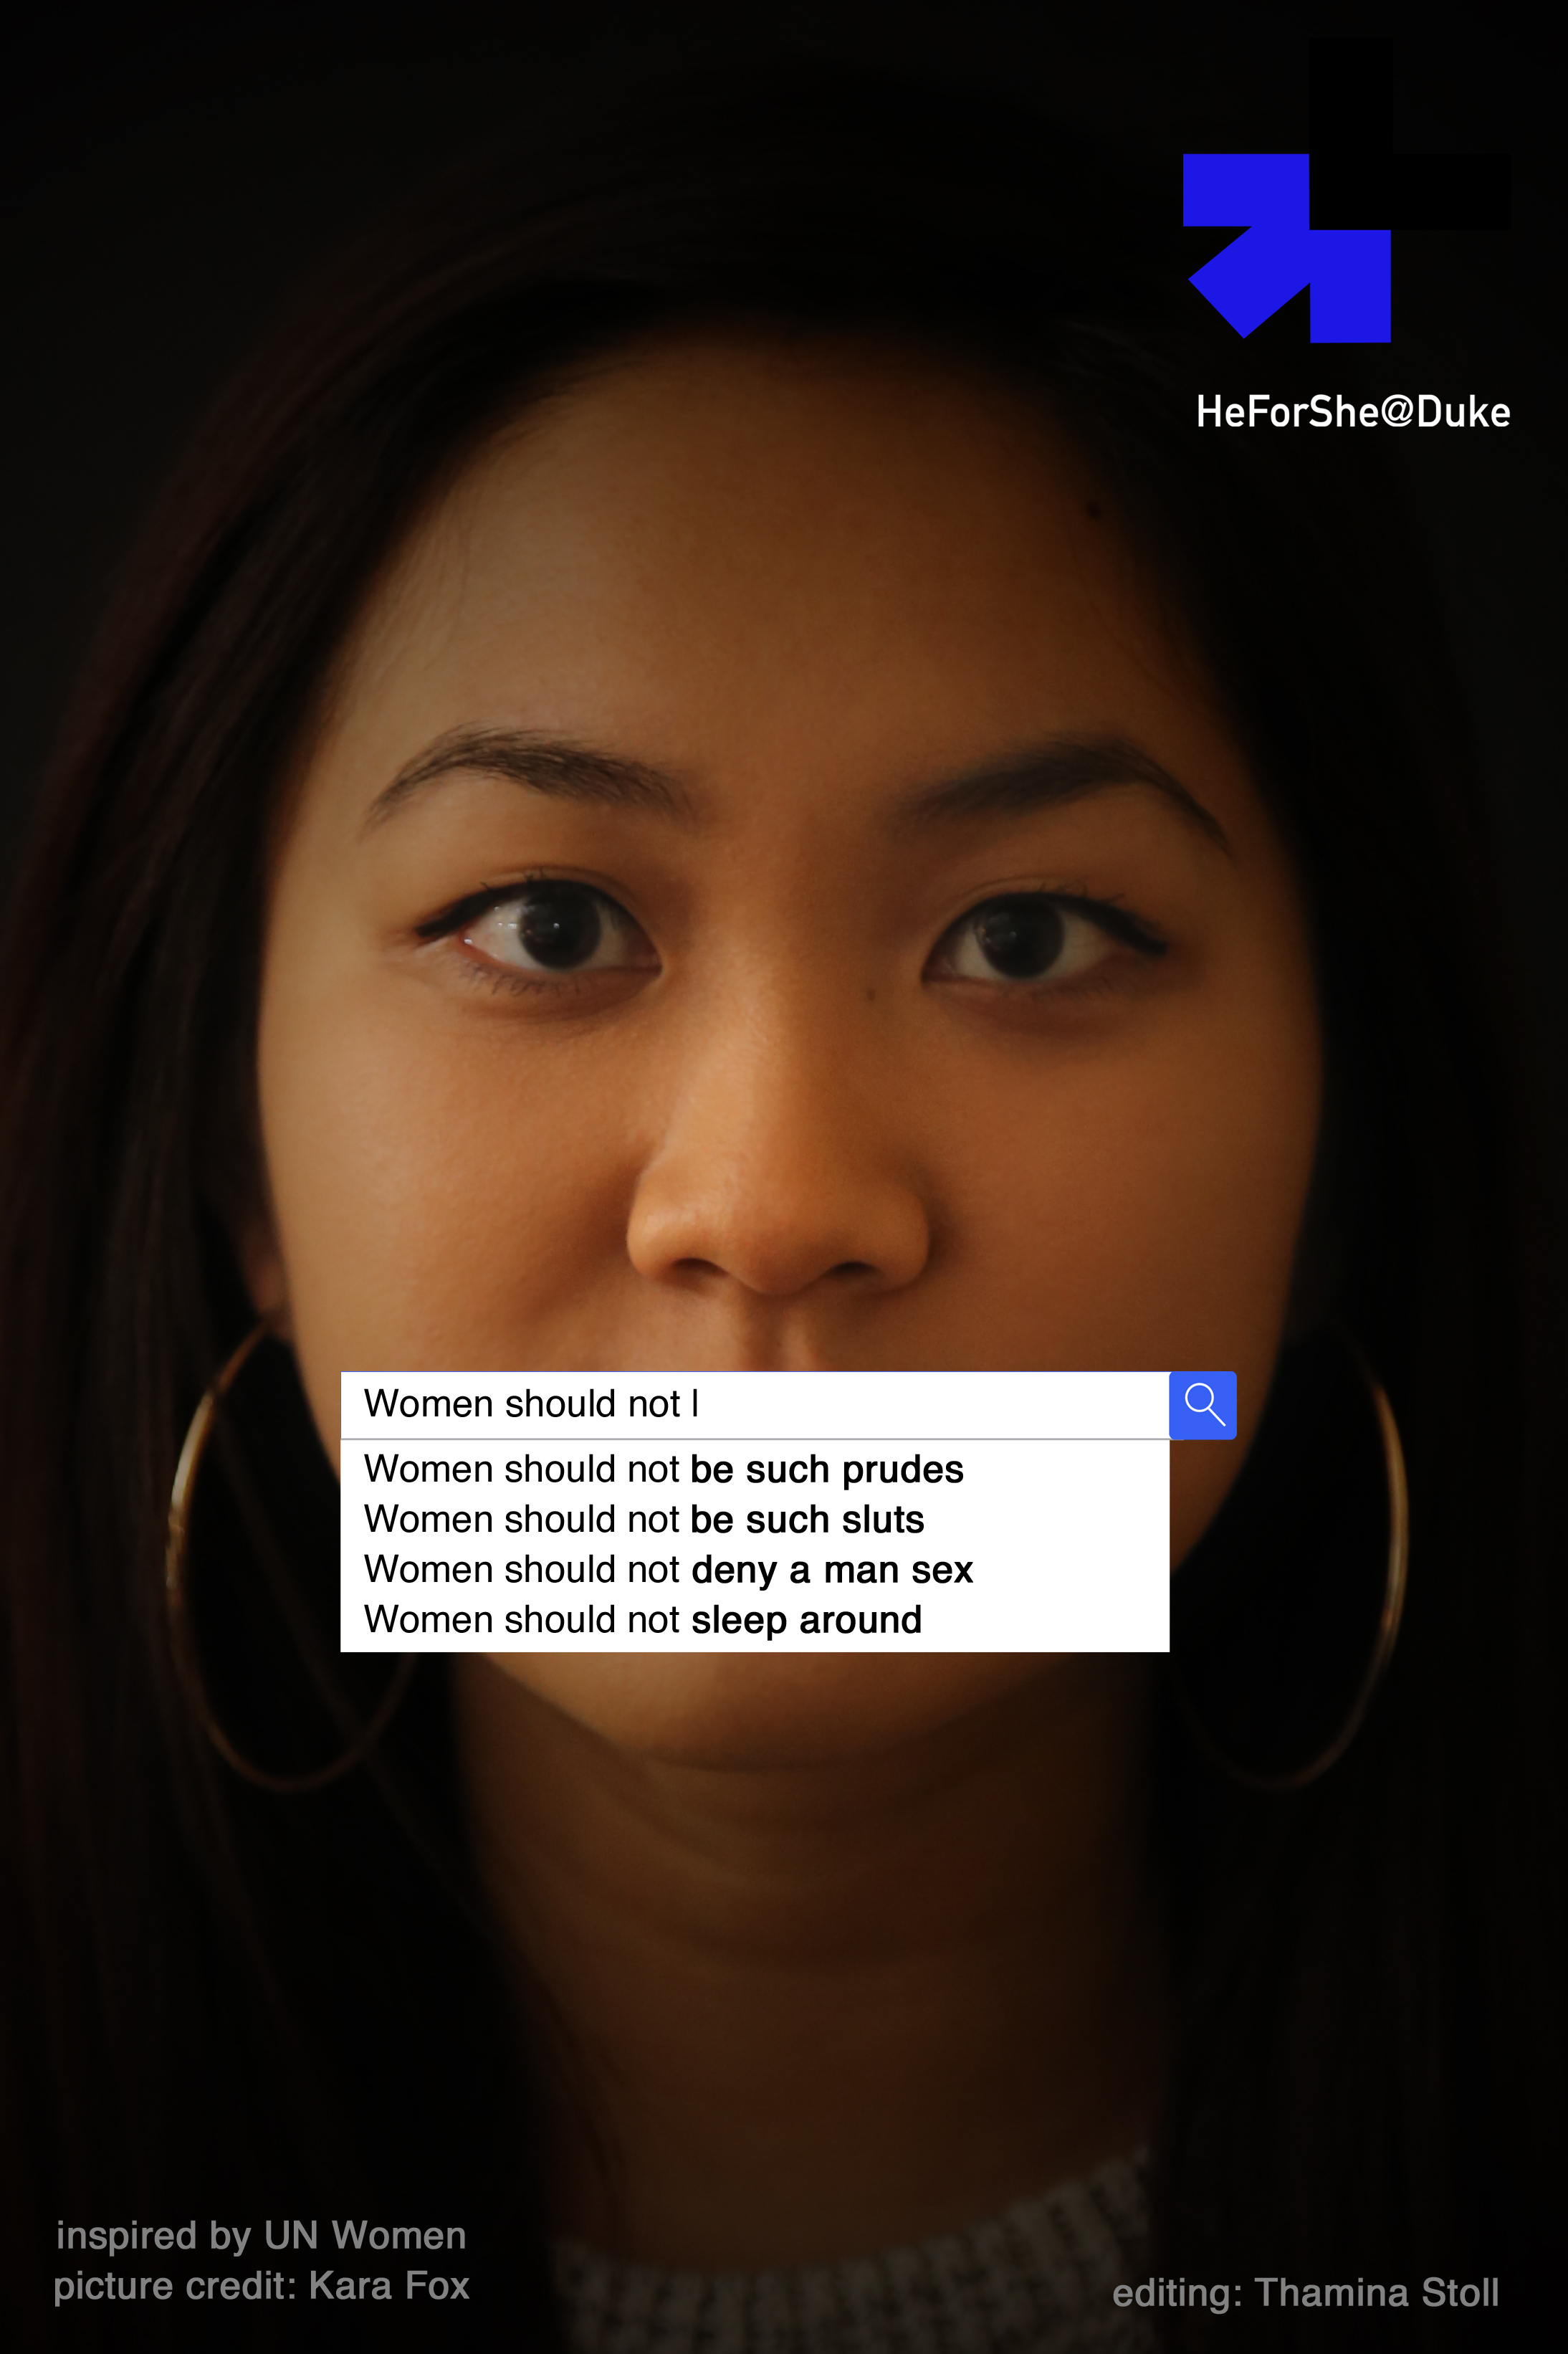 HeForShe@Duke
Women should not |
Women should not be such prudes
Women should not be such sluts
Women should not deny a man sex
Women should not sleep around
inspired by UN Women
picture credit: Kara Fox
editing: Thamina Stoll